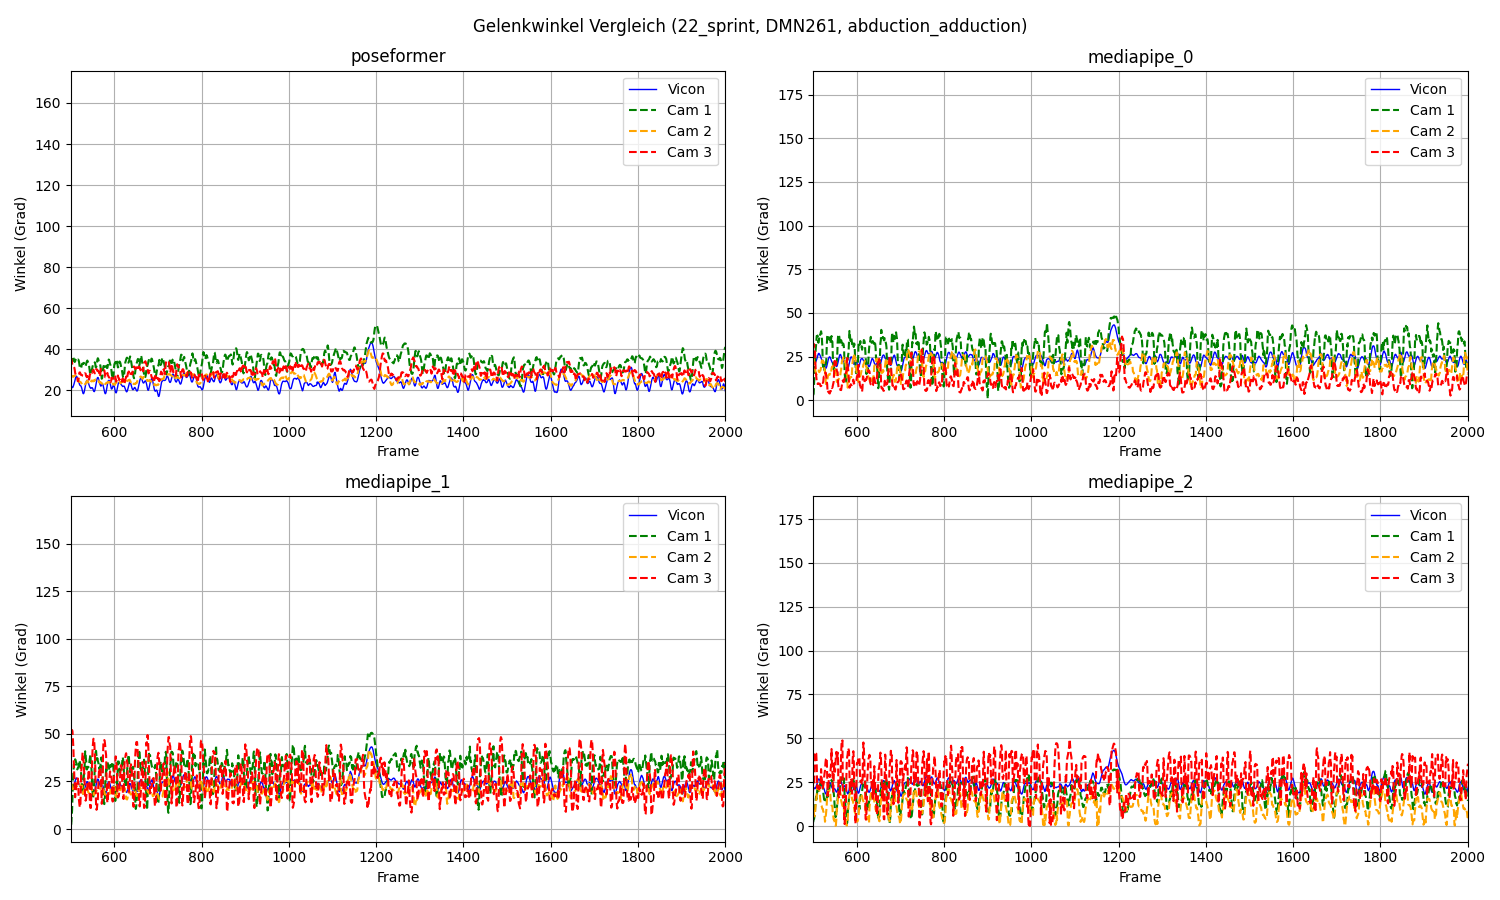 Gelenkwinkel Vergleich (22_sprint, DMN261, abduction_adduction)
poseformer
160
140
120
100
80
60
40
20
Winkel (Grad)
600 800 1000 1200 1400 1600 1800 2000
Frame
Vicon
Cam 1
Cam 2
Cam 3
mediapipe_0
175
150
125
100
75
50
25
0
Winkel (Grad)
600 800 1000 1200 1400 1600 1800 2000
Frame
Vicon
Cam 1
Cam 2
Cam 3
mediapipe_1
150
125
100
75
50
25
0
Winkel (Grad)
600 800 1000 1200 1400 1600 1800 2000
Frame
Vicon
Cam 1
Cam 2
Cam 3
mediapipe_2
175
150
125
100
75
50
25
0
Winkel (Grad)
600 800 1000 1200 1400 1600 1800 2000
Frame
Vicon
Cam 1
Cam 2
Cam 3